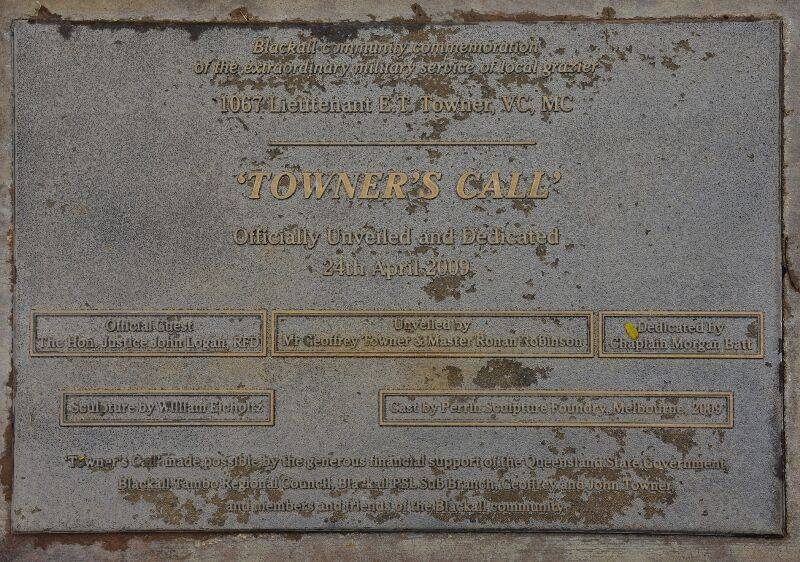 Blackall community commemoration
of the extraordinary military service of local grazier
1067 Lieutenant E.T. Towner, VC, MC
'TOWNER'S CALL'
Officially Unveiled and Dedicated
24th April 2009
Official Guest
The Hon. Justice John Logan, RFD
Unveiled by
Mr Geoffrey Towner & Master Ronan Robinson
Dedicated by
Chaplain Morgan Batt
Sculpture by William Eicholtz
Cast by Perrin Sculpture Foundry, Melbourne, 2009
'Towner's Call' made possible by the generous financial support of the Queensland State Government,
Blackall-Tambo Regional Council, Blackall RSL Sub Branch, Geoffrey and John Towner
and members and friends of the Blackall community.